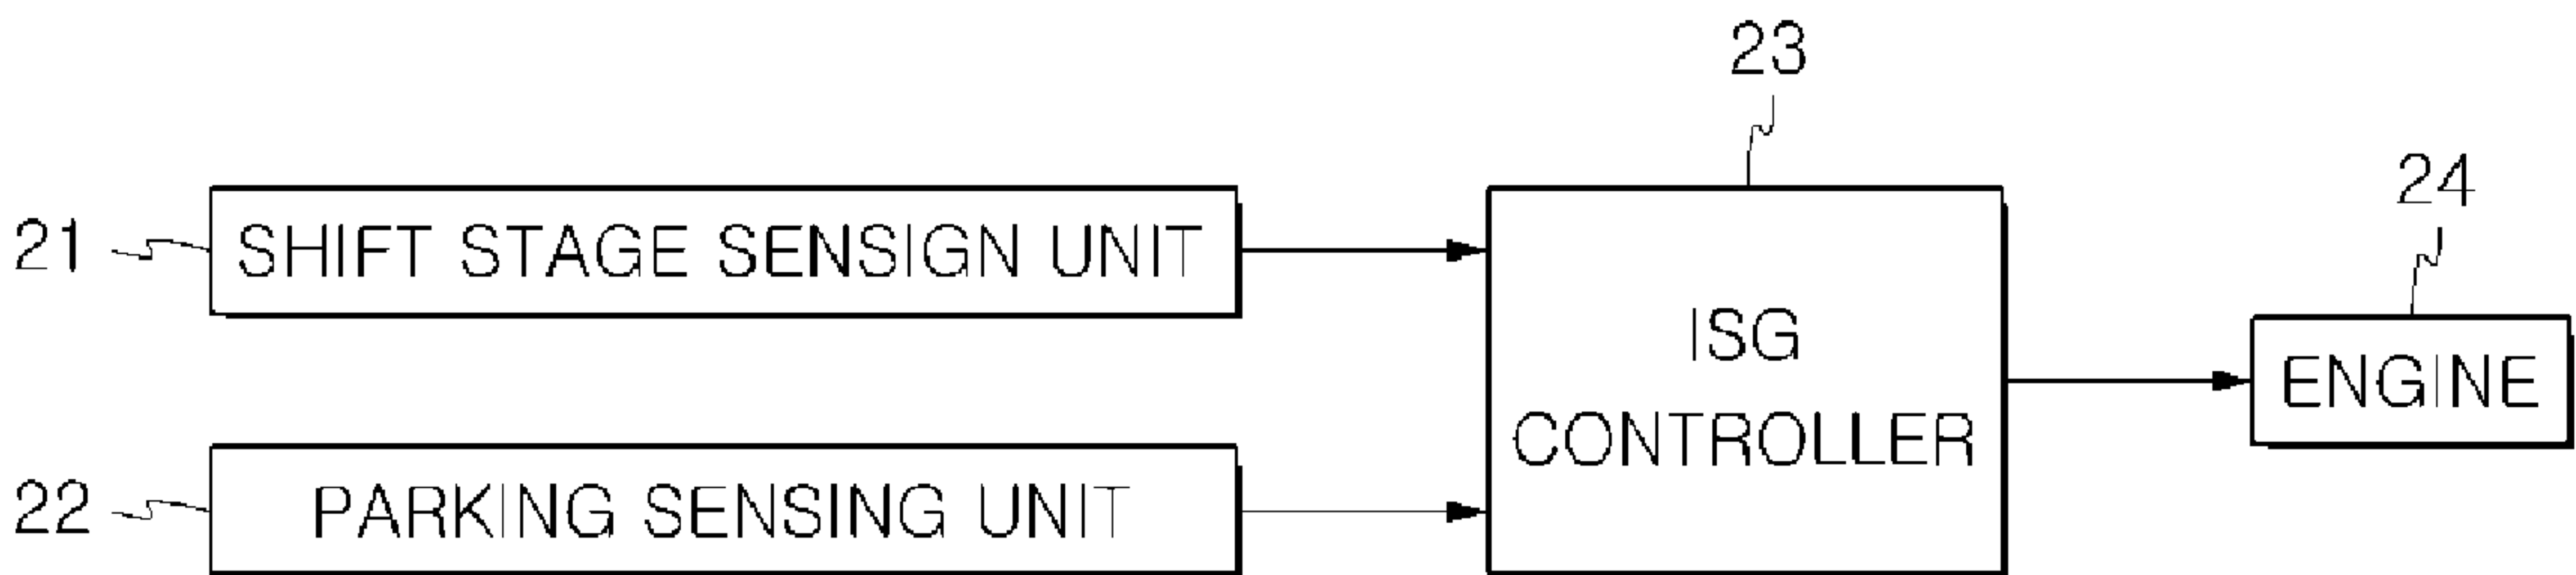 23
24
21 SHIFT STAGE SENSIGN UNIT
ISG
CONTROLLER
ENGINE
22 PARKING SENSING UNIT